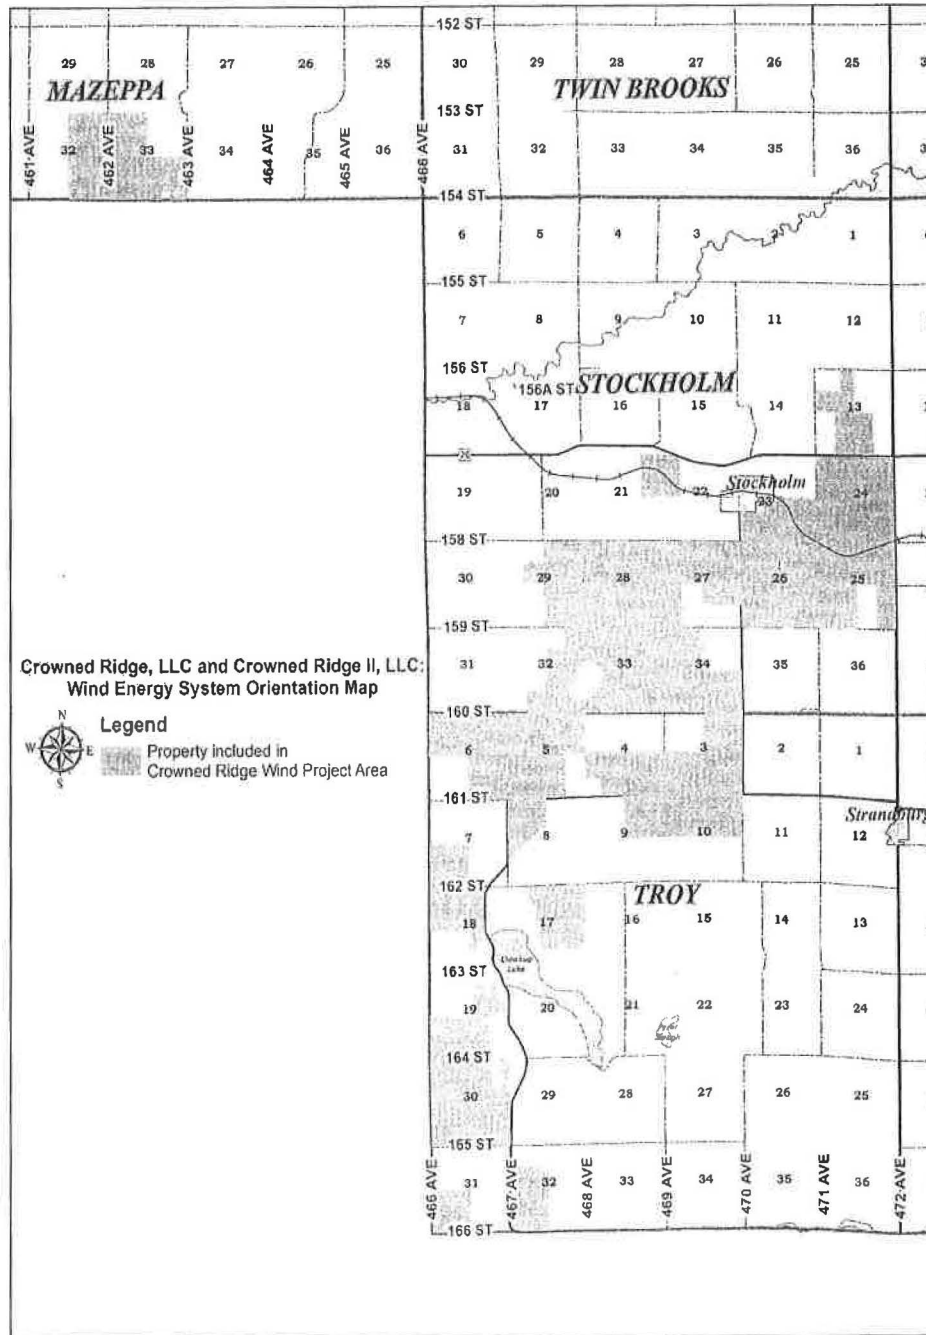 152 ST
29 28 27 26 25 30 29 28 27 26 25 3
MAZEPPA TWIN BROOKS
153 ST
32 33 34 35 36 31 32 33 34 35 36 3
461 AVE 462 AVE 463 AVE 464 AVE 465 AVE 466 AVE
154 ST
6 5 4 3 2 1
155 ST
7 8 9 10 11 12
156 ST
156A ST STOCKHOLM
18 17 16 15 14 13
20
Stockholm
19 20 21 22 23 24
158 ST
30 29 28 27 26 25
159 ST
31 32 33 34 35 36
Crowned Ridge, LLC and Crowned Ridge II, LLC:
Wind Energy System Orientation Map
160 ST
N
W E
S
Legend
Property included in
Crowned Ridge Wind Project Area
6 5 4 3 2 1
161 ST
Strandburg
7 8 9 10 11 12
162 ST
TROY
18 17 16 15 14 13
Lake
163 ST
19 20 21 22 23 24
164 ST
30 29 28 27 26 25
165 ST
31 32 33 34 35 36
466 AVE 467 AVE 468 AVE 469 AVE 470 AVE 471 AVE 472 AVE
166 ST